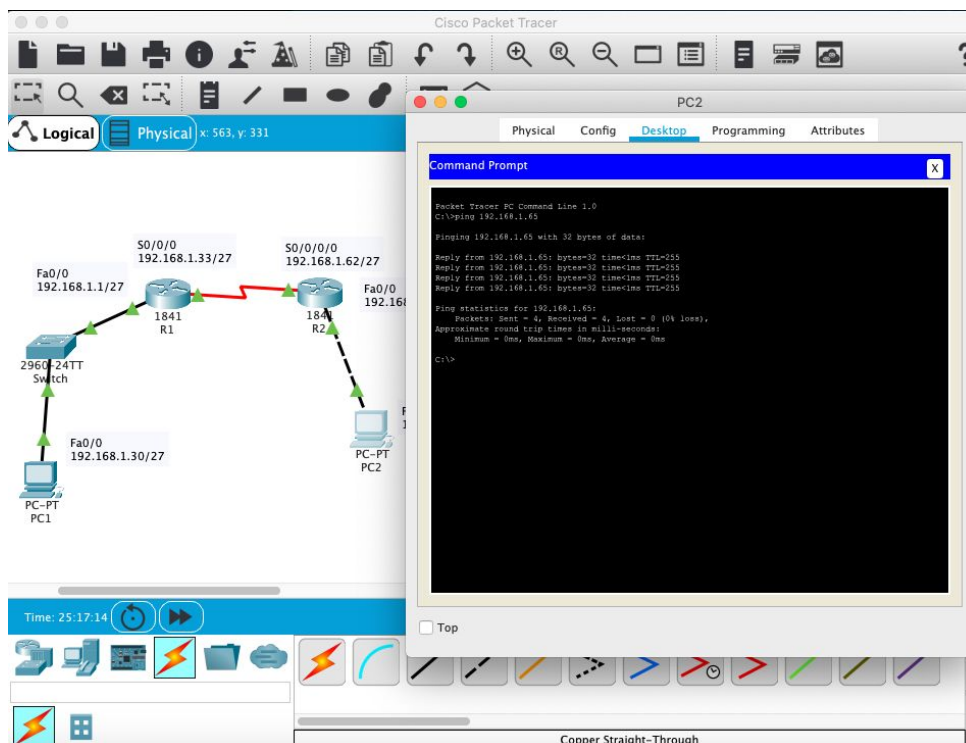 Cisco Packet Tracer
Logical
Physical
x: 563, y: 331
PC2
Physical
Config
Desktop
Programming
Attributes
Command Prompt
X
Packet Tracer PC Command Line 1.0
C:\>ping 192.168.1.65
Pinging 192.168.1.65 with 32 bytes of data:
Reply from 192.168.1.65: bytes=32 time<1ms TTL=255
Reply from 192.168.1.65: bytes=32 time<1ms TTL=255
Reply from 192.168.1.65: bytes=32 time<1ms TTL=255
Reply from 192.168.1.65: bytes=32 time<1ms TTL=255
Ping statistics for 192.168.1.65:
Packets: Sent = 4, Received = 4, Lost = 0 (0% loss),
Approximate round trip times in milli-seconds:
Minimum = 0ms, Maximum = 0ms, Average = 0ms
C:\>
S0/0/0
192.168.1.33/27
S0/0/0/0
192.168.1.62/27
Fa0/0
192.168.1.1/27
Fa0/0
1841
R1
1841
R2
2960-24TT
Switch
Fa0/0
192.168.1.30/27
PC-PT
PC2
PC-PT
PC1
Time: 25:17:14
Top
Copper Straight-Through